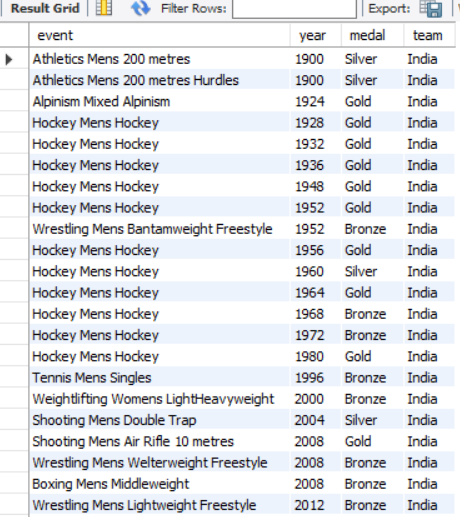 Result Grid Filter Rows: Export:
event year medal team
Athletics Mens 200 metres 1900 Silver India
Athletics Mens 200 metres Hurdles 1900 Silver India
Alpinism Mixed Alpinism 1924 Gold India
Hockey Mens Hockey 1928 Gold India
Hockey Mens Hockey 1932 Gold India
Hockey Mens Hockey 1936 Gold India
Hockey Mens Hockey 1948 Gold India
Hockey Mens Hockey 1952 Gold India
Wrestling Mens Bantamweight Freestyle 1952 Bronze India
Hockey Mens Hockey 1956 Gold India
Hockey Mens Hockey 1960 Silver India
Hockey Mens Hockey 1964 Gold India
Hockey Mens Hockey 1968 Bronze India
Hockey Mens Hockey 1972 Bronze India
Hockey Mens Hockey 1980 Gold India
Tennis Mens Singles 1996 Bronze India
Weightlifting Womens LightHeavyweight 2000 Bronze India
Shooting Mens Double Trap 2004 Silver India
Shooting Mens Air Rifle 10 metres 2008 Gold India
Wrestling Mens Welterweight Freestyle 2008 Bronze India
Boxing Mens Middleweight 2008 Bronze India
Wrestling Mens Lightweight Freestyle 2012 Bronze India